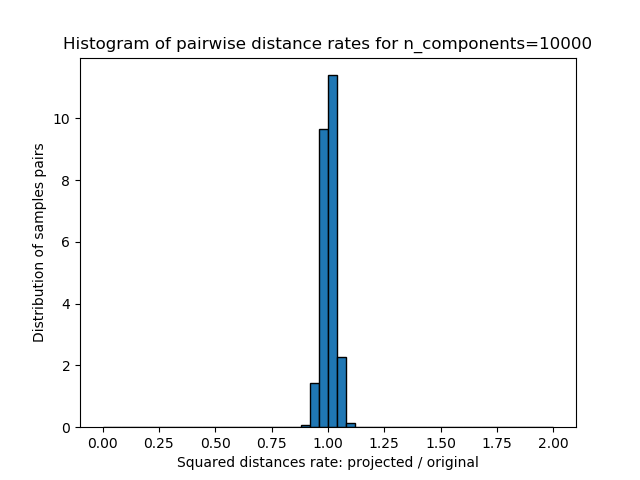 Histogram of pairwise distance rates for n_components=10000
Distribution of samples pairs
10
8
6
4
2
0
0.00 0.25 0.50 0.75 1.00 1.25 1.50 1.75 2.00
Squared distances rate: projected / original